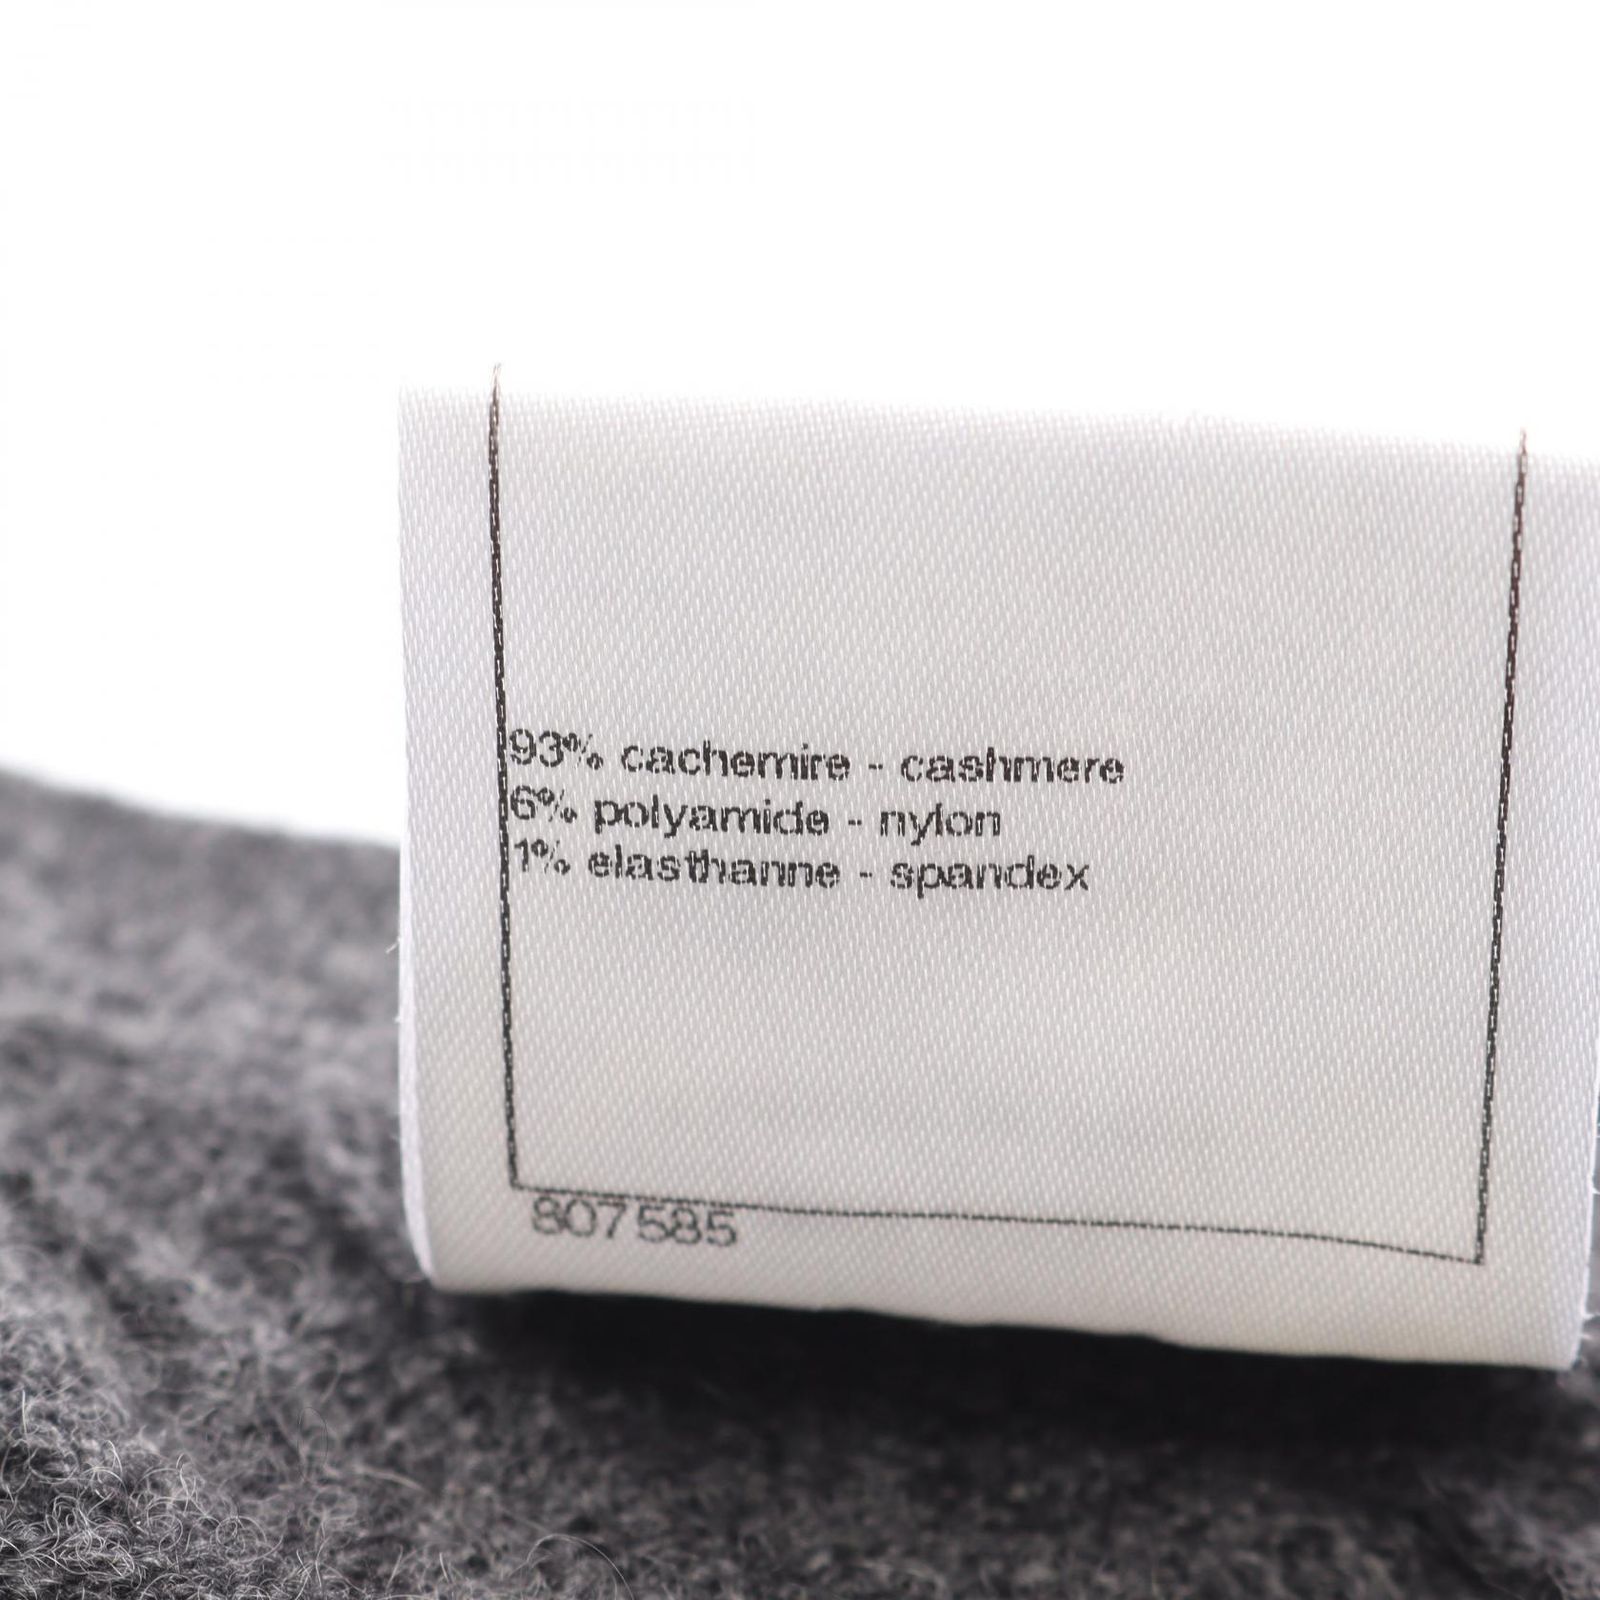 93% cachemire - cashmere
6% polyamide - nylon
1% elasthanne - spandex
807585